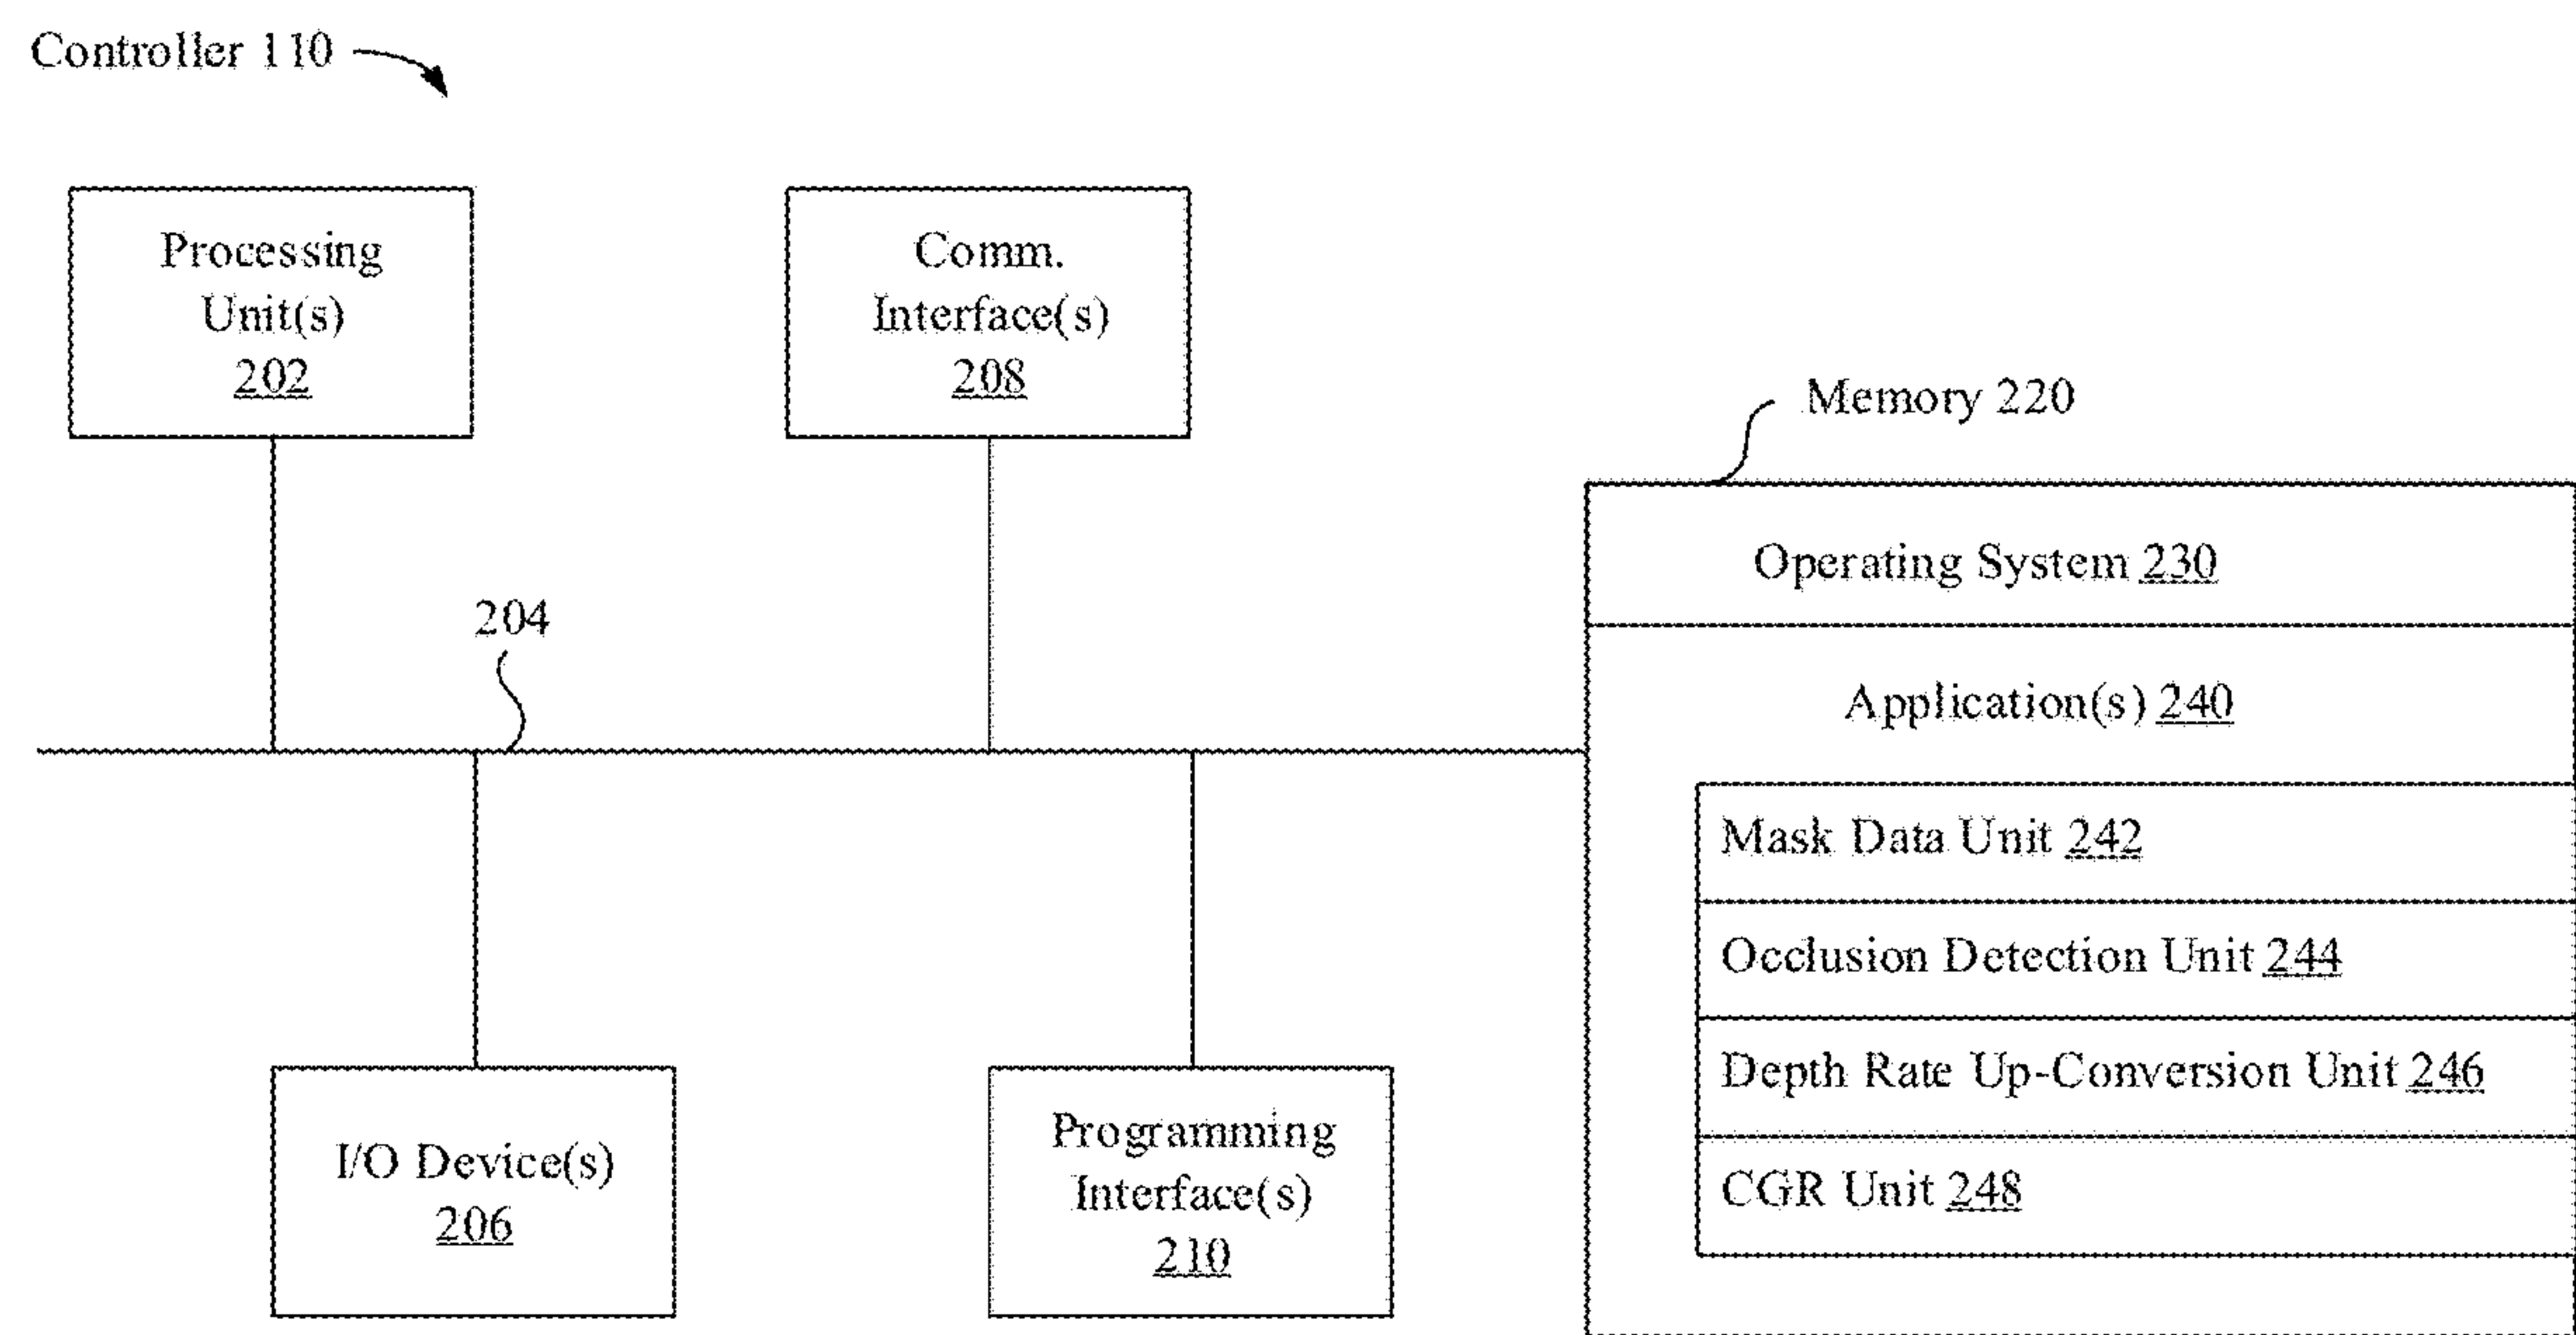 Controller 110
Processing
Unit(s)
202
Comm.
Interface(s)
208
Memory 220
Operating System 230
204
Application(s) 240
Mask Data Unit 242
Occlusion Detection Unit 244
Depth Rate Up-Conversion Unit 246
CGR Unit 248
I/O Device(s)
206
Programming
Interface(s)
210